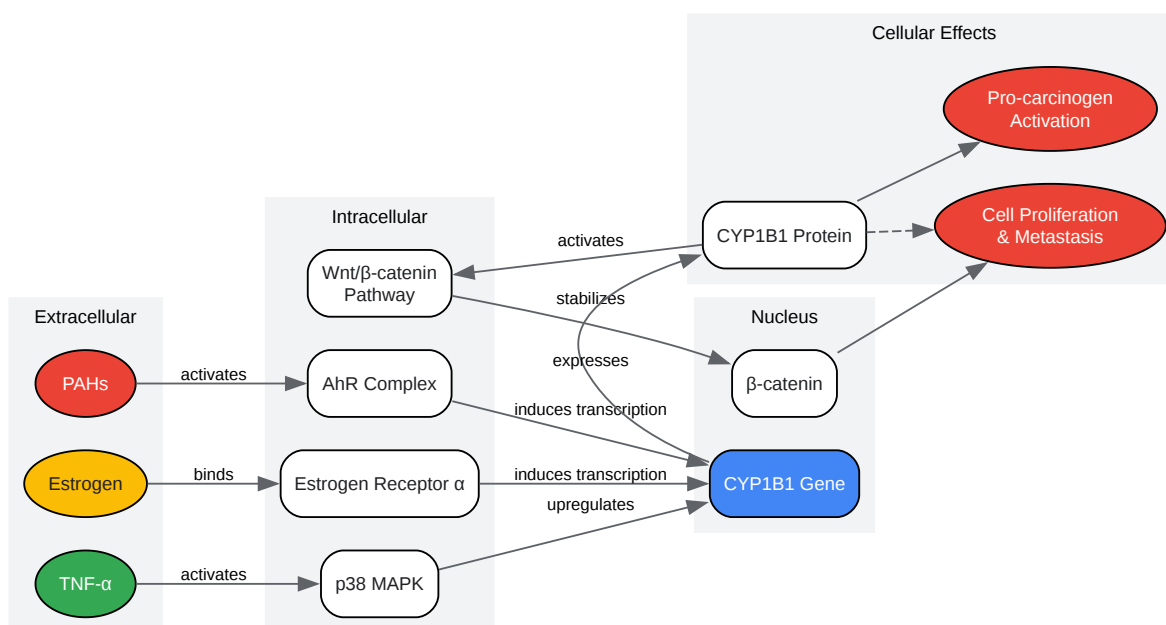 Cellular Effects
Pro-carcinogen
Activation
Cell Proliferation
& Metastasis
CYP1B1 Protein
Intracellular
activates
Wnt/β-catenin
Pathway
stabilizes
Nucleus
Extracellular
expresses
PAHs
activates
AhR Complex
β-catenin
induces transcription
Estrogen
binds
Estrogen Receptor α
induces transcription
CYP1B1 Gene
upregulates
TNF-α
activates
p38 MAPK